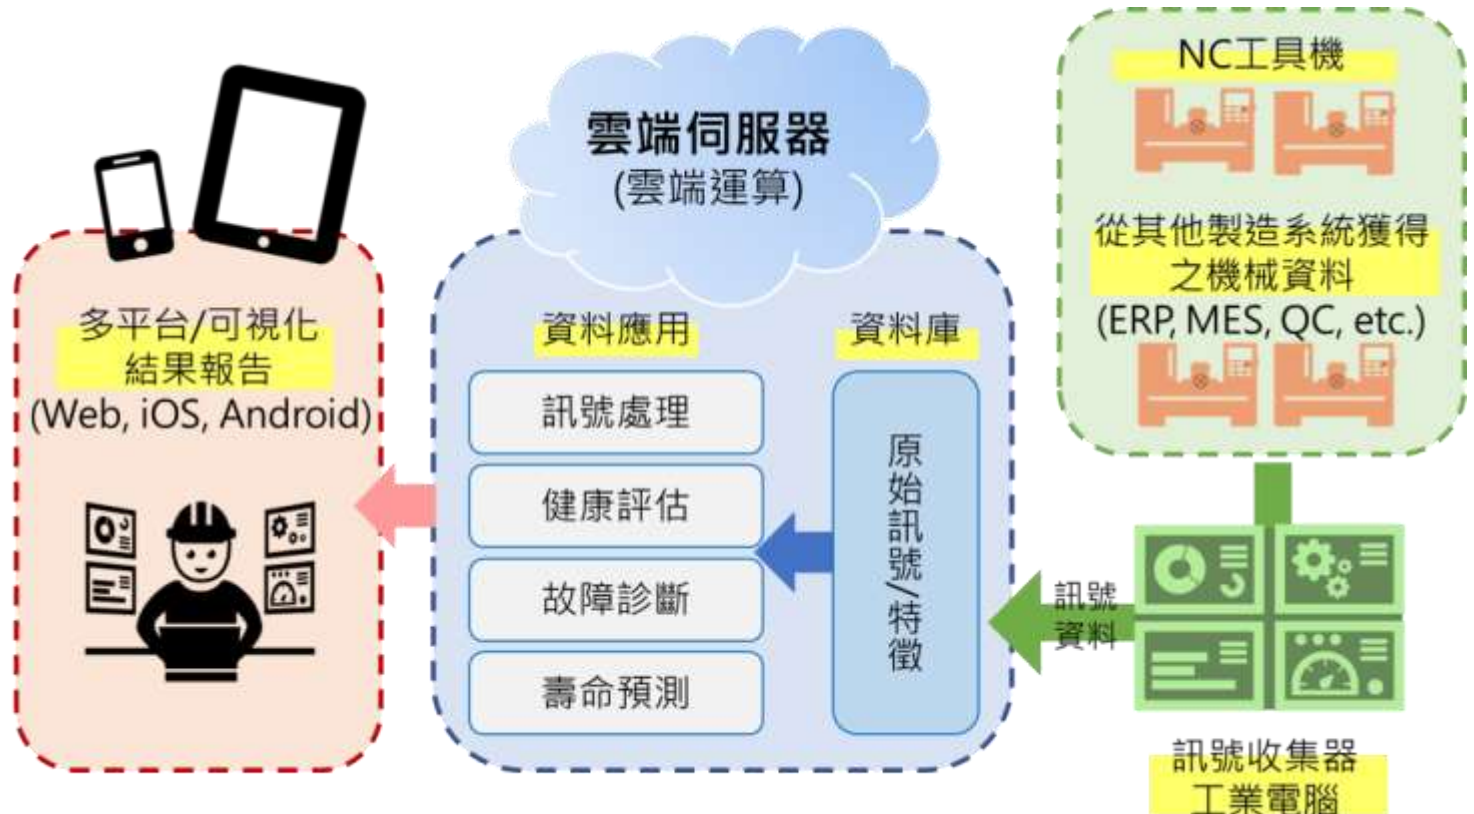 NC工具機
從其他製造系統獲得
之機械資料
(ERP, MES, QC, etc.)
雲端伺服器
(雲端運算)
多平台/可視化
結果報告
(Web, iOS, Android)
資料應用
資料庫
訊號處理
健康評估
故障診斷
壽命預測
原始訊號/特徵
訊號
資料
訊號收集器
工業電腦